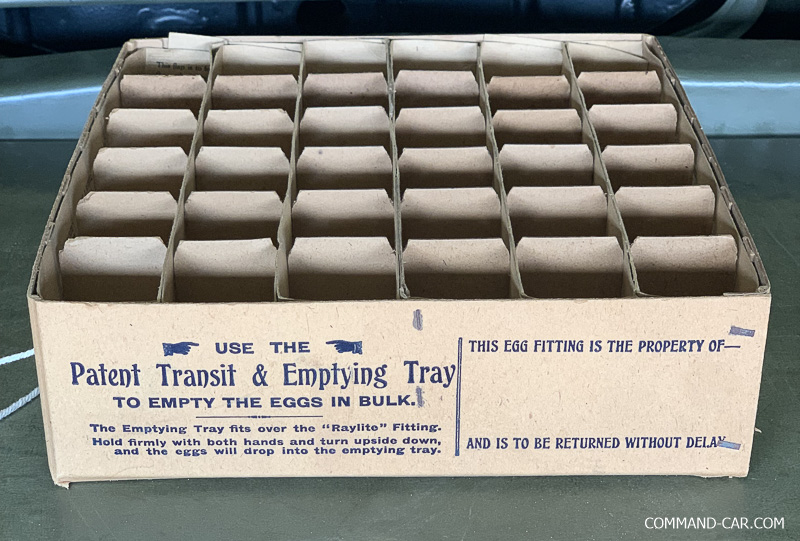 This
USE THE
Patent Transit & Emptying Tray
TO EMPTY THE EGGS IN BULK.
The Emptying Tray fits over the "Raylite" Fitting.
Hold firmly with both hands and turn upside down,
and the eggs will drop into the emptying tray.
THIS EGG FITTING IS THE PROPERTY OF—
AND IS TO BE RETURNED WITHOUT DELAY
COMMAND-CAR.COM